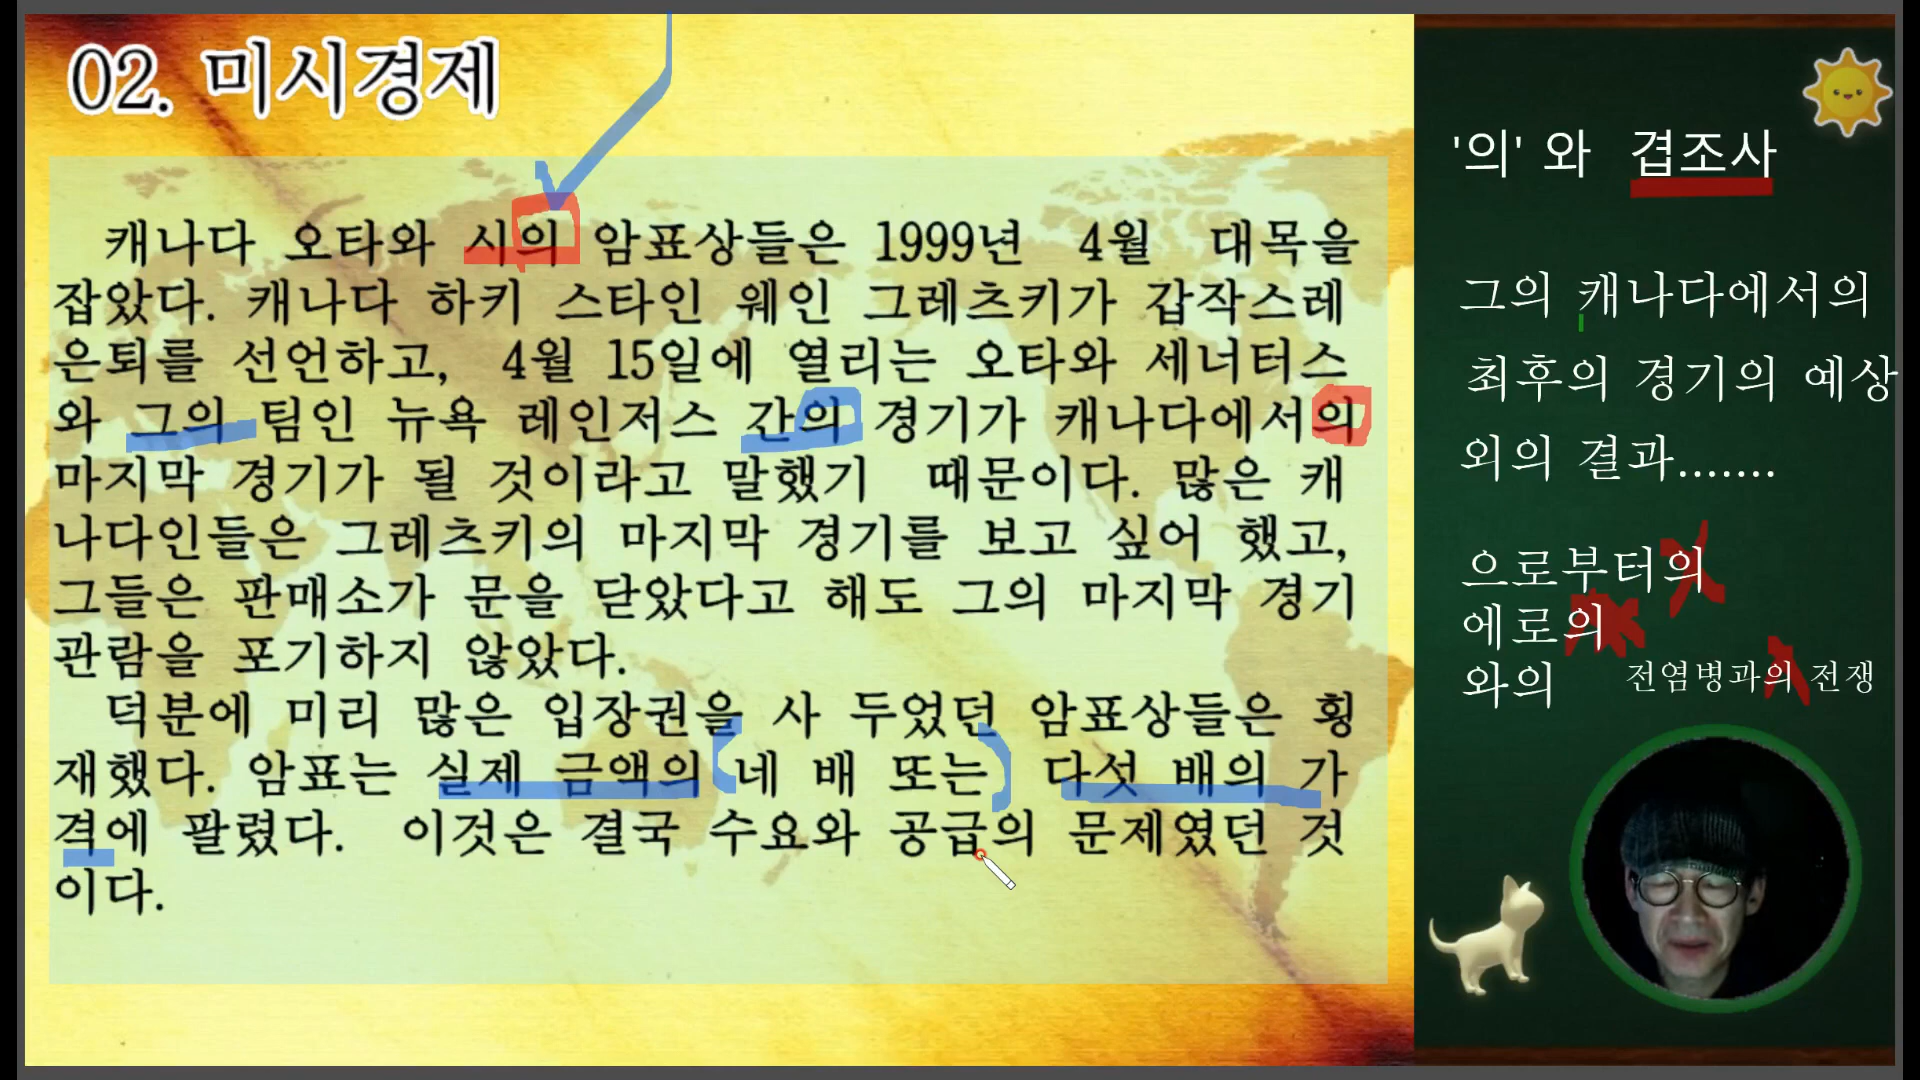 02. 미시경제
캐나다 오타와 시의 암표상들은 1999년 4월 대목을
잡았다. 캐나다 하키 스타인 웨인 그레츠키가 갑작스레
은퇴를 선언하고, 4월 15일에 열리는 오타와 세너터스
와 그의 팀인 뉴욕 레인저스 간의 경기가 캐나다에서의
마지막 경기가 될 것이라고 말했기 때문이다. 많은 캐
나다인들은 그레츠키의 마지막 경기를 보고 싶어 했고,
그들은 판매소가 문을 닫았다고 해도 그의 마지막 경기
관람을 포기하지 않았다.
덕분에 미리 많은 입장권을 사 두었던 암표상들은 횡
재했다. 암표는 실제 금액의 네 배 또는 다섯 배의 가
격에 팔렸다. 이것은 결국 수요와 공급의 문제였던 것
이다.
'의' 와 겹조사
그의 캐나다에서의
최후의 경기의 예상
외의 결과.......
으로부터의
에로의
와의 전염병과의 전쟁